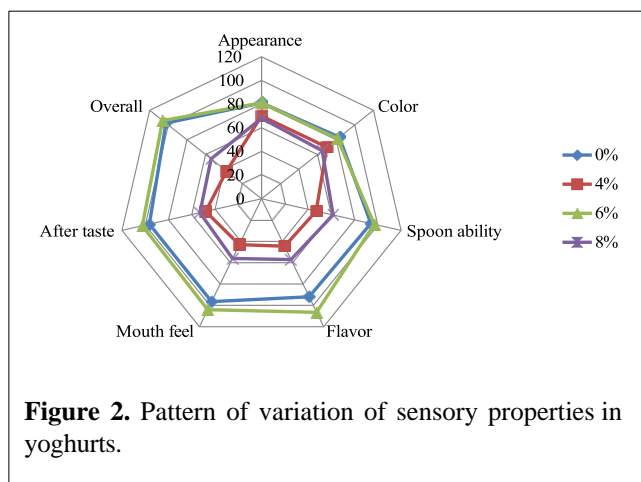 Appearance
120
100
80
60
40
20
0
Color
Spoon ability
Flavor
Mouth feel
After taste
Overall
0%
4%
6%
8%
Figure 2. Pattern of variation of sensory properties in
yoghurts.